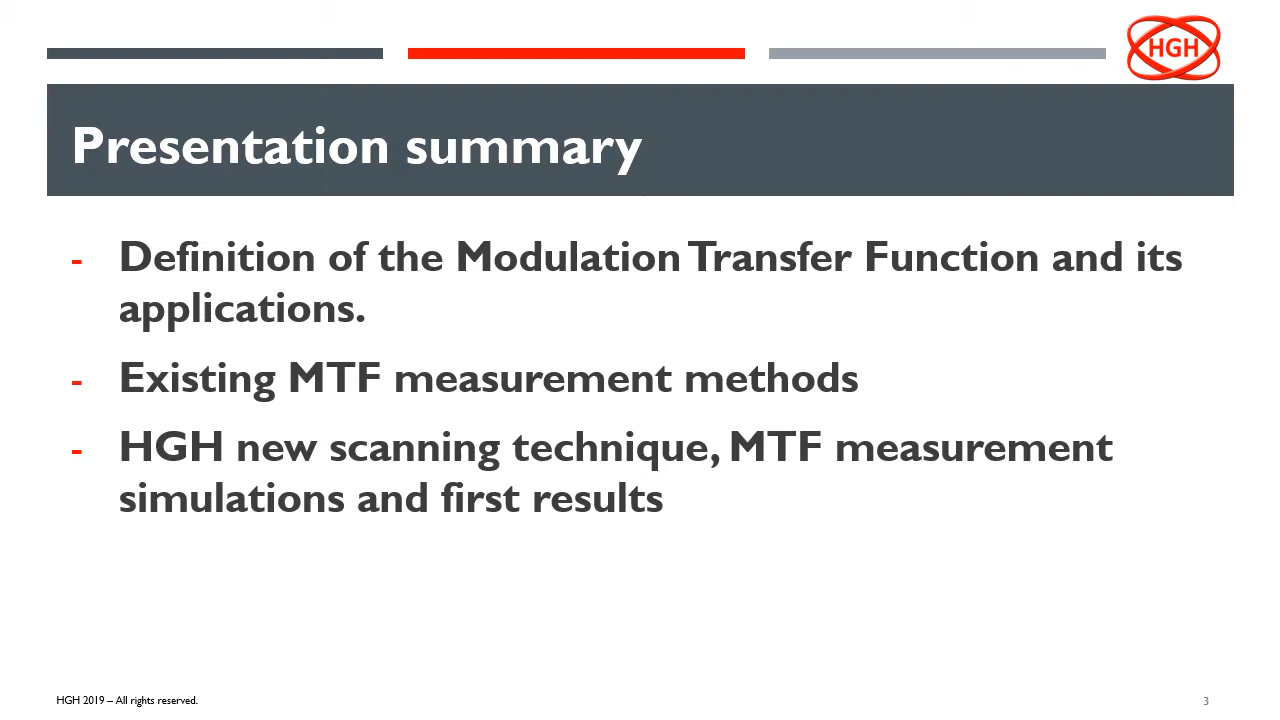 HGH
Presentation summary
- Definition of the Modulation Transfer Function and its
applications.
- Existing MTF measurement methods
- HGH new scanning technique, MTF measurement
simulations and first results
HGH 2019 – All rights reserved.
3